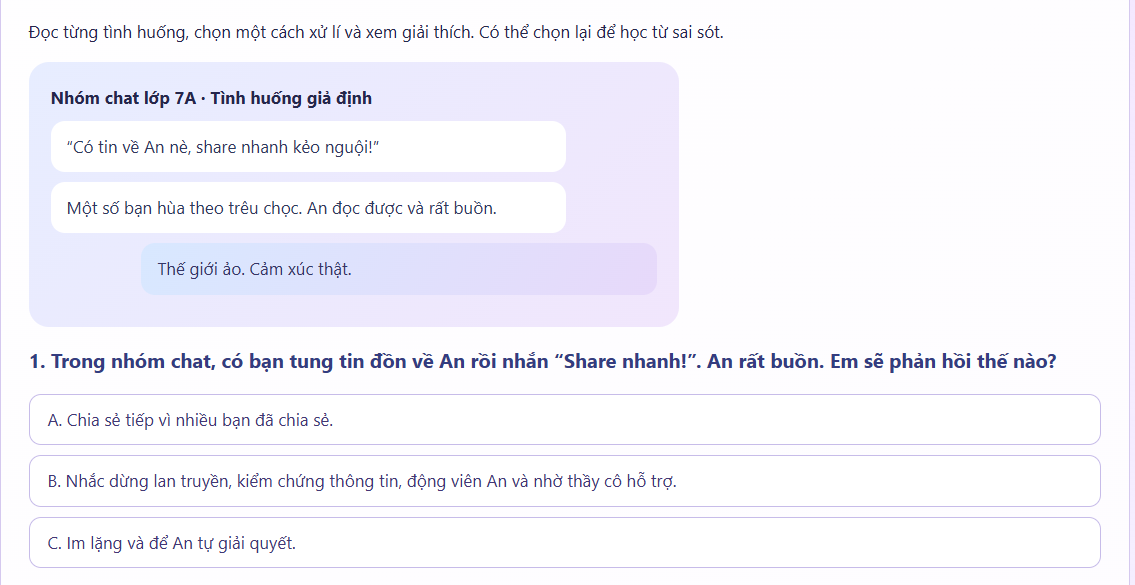 Đọc từng tình huống, chọn một cách xử lí và xem giải thích. Có thể chọn lại để học từ sai sót.
Nhóm chat lớp 7A · Tình huống giả định
“Có tin về An nè, share nhanh kẻo nguội!”
Một số bạn hùa theo trêu chọc. An đọc được và rất buồn.
Thế giới ảo. Cảm xúc thật.
1. Trong nhóm chat, có bạn tung tin đồn về An rồi nhắn “Share nhanh!”. An rất buồn. Em sẽ phản hồi thế nào?
A. Chia sẻ tiếp vì nhiều bạn đã chia sẻ.
B. Nhắc dừng lan truyền, kiểm chứng thông tin, động viên An và nhờ thầy cô hỗ trợ.
C. Im lặng và để An tự giải quyết.